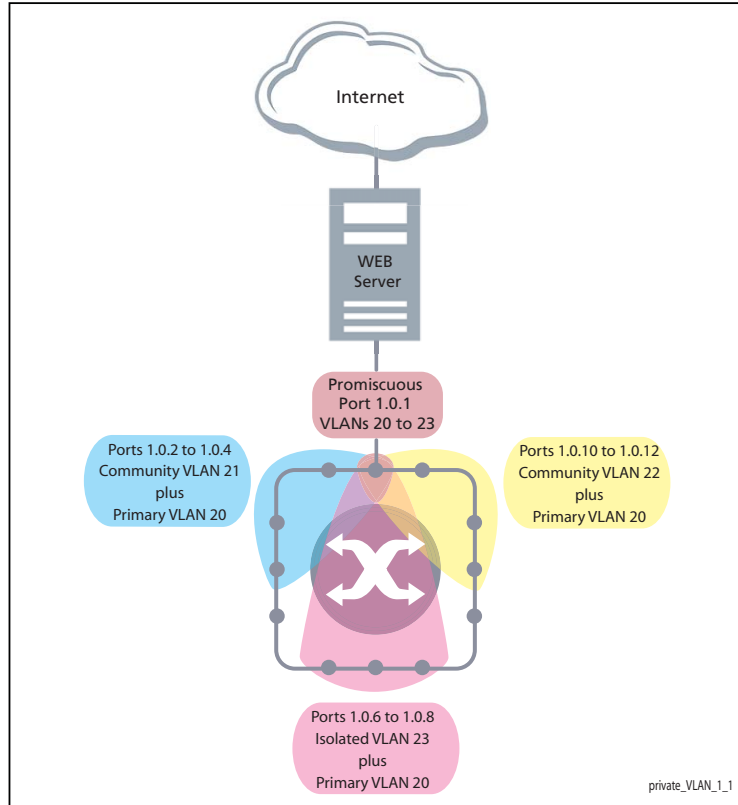 Internet
WEB
Server
Promiscuous
Port 1.0.1
VLANs 20 to 23
Ports 1.0.2 to 1.0.4
Community VLAN 21
plus
Primary VLAN 20
Ports 1.0.10 to 1.0.12
Community VLAN 22
plus
Primary VLAN 20
Ports 1.0.6 to 1.0.8
Isolated VLAN 23
plus
Primary VLAN 20
private_VLAN_1_1